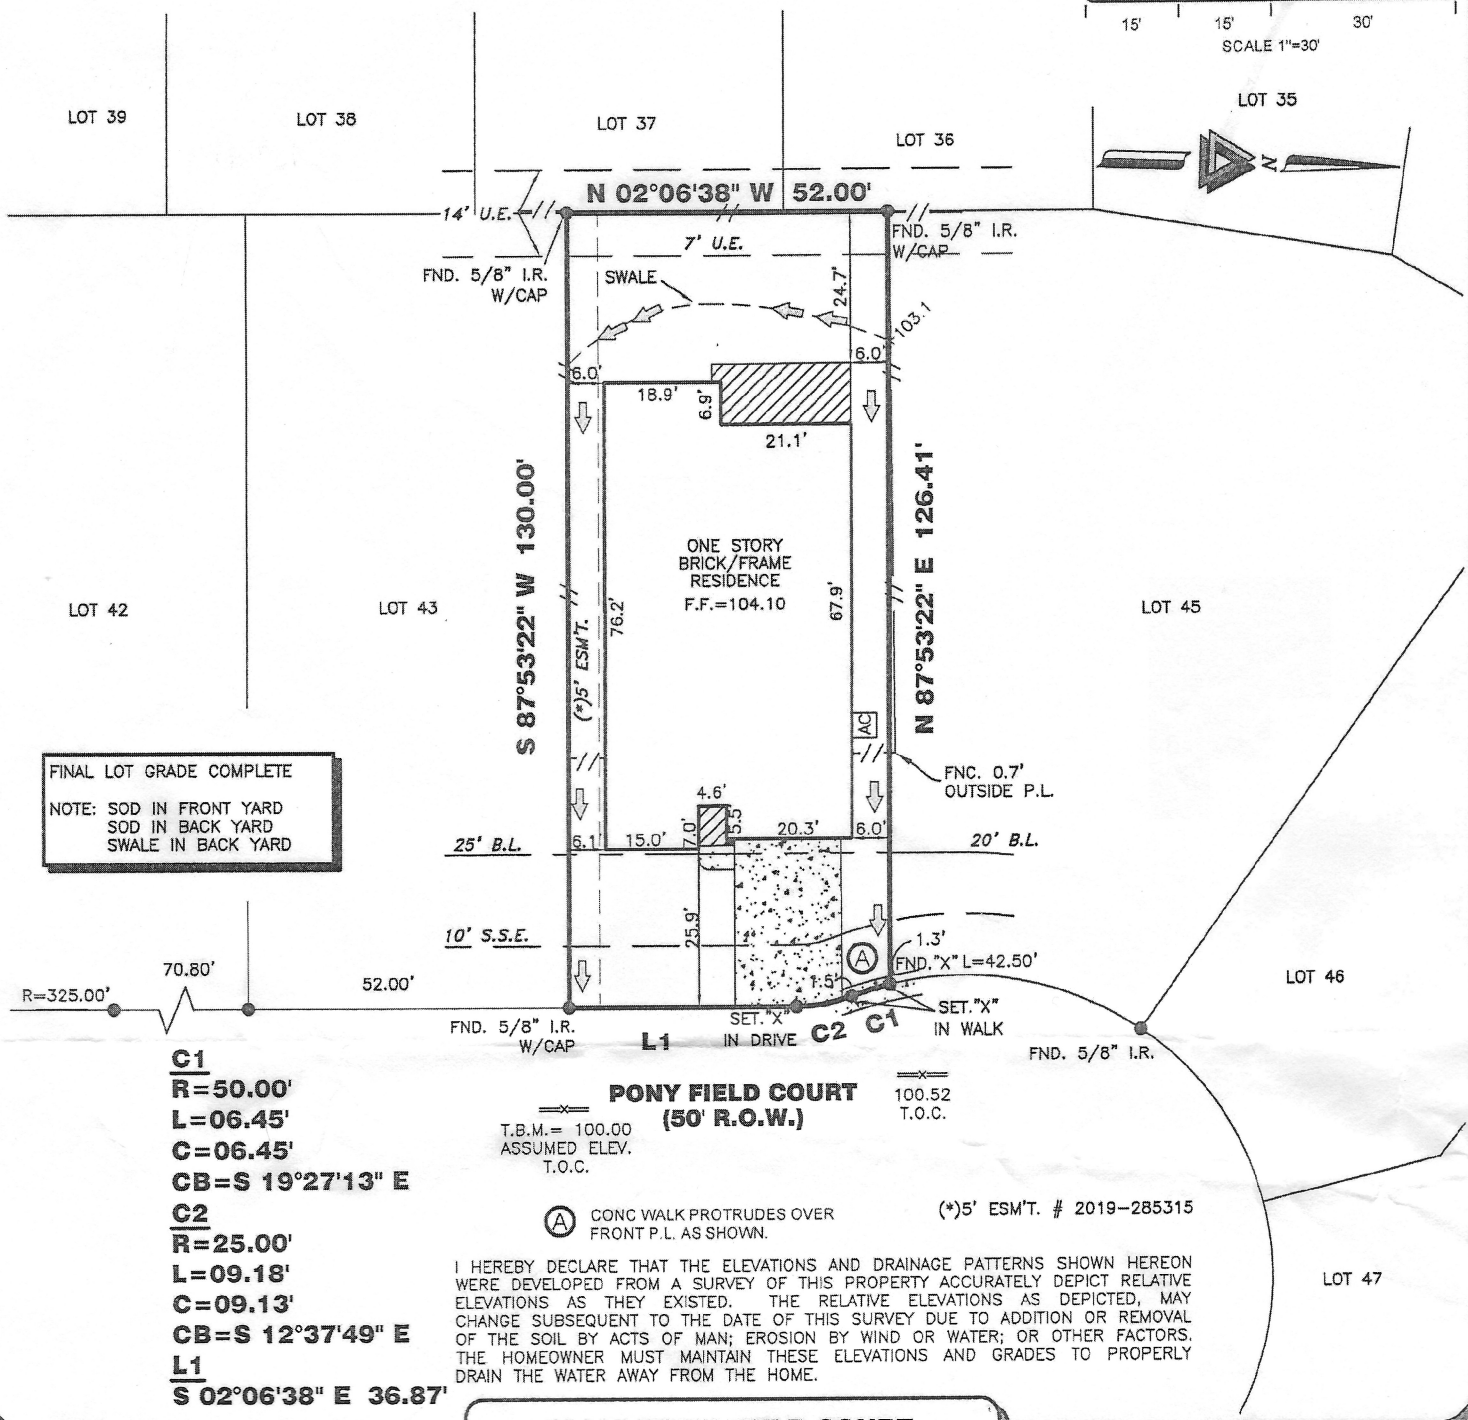 15' 15' 30'
SCALE 1"=30'
LOT 35
LOT 39
LOT 38
LOT 37
LOT 36
N
N 02°06'38" W 52.00'
14' U.E.
7' U.E.
FND. 5/8" I.R.
W/CAP
FND. 5/8" I.R.
W/CAP
SWALE
24.7'
103.1
6.0'
6.0'
18.9'
6.9'
21.1'
S 87°53'22" W 130.00'
N 87°53'22" E 126.41'
ONE STORY
BRICK/FRAME
RESIDENCE
F.F.=104.10
76.2'
67.9'
(*)5' ESM'T.
LOT 42
LOT 43
LOT 45
AC
FNC. 0.7'
OUTSIDE P.L.
FINAL LOT GRADE COMPLETE
NOTE: SOD IN FRONT YARD
SOD IN BACK YARD
SWALE IN BACK YARD
4.6'
5.5'
7.0'
25' B.L.
6.1'
15.0'
20.3'
6.0'
20' B.L.
25.9'
10' S.S.E.
1.3'
A
FND."X" L=42.50'
1.5'
70.80'
52.00'
R=325.00'
LOT 46
FND. 5/8" I.R.
W/CAP
L1
SET."X"
IN DRIVE
C2
C1
SET."X"
IN WALK
FND. 5/8" I.R.
C1
R=50.00'
L=06.45'
C=06.45'
CB=S 19°27'13" E
C2
R=25.00'
L=09.18'
C=09.13'
CB=S 12°37'49" E
L1
S 02°06'38" E 36.87'
PONY FIELD COURT
(50' R.O.W.)
100.52
T.O.C.
T.B.M.= 100.00
ASSUMED ELEV.
T.O.C.
A CONC WALK PROTRUDES OVER
FRONT P.L. AS SHOWN.
(*)5' ESM'T. # 2019-285315
LOT 47
I HEREBY DECLARE THAT THE ELEVATIONS AND DRAINAGE PATTERNS SHOWN HEREON
WERE DEVELOPED FROM A SURVEY OF THIS PROPERTY ACCURATELY DEPICT RELATIVE
ELEVATIONS AS THEY EXISTED. THE RELATIVE ELEVATIONS AS DEPICTED, MAY
CHANGE SUBSEQUENT TO THE DATE OF THIS SURVEY DUE TO ADDITION OR REMOVAL
OF THE SOIL BY ACTS OF MAN; EROSION BY WIND OR WATER; OR OTHER FACTORS.
THE HOMEOWNER MUST MAINTAIN THESE ELEVATIONS AND GRADES TO PROPERLY
DRAIN THE WATER AWAY FROM THE HOME.